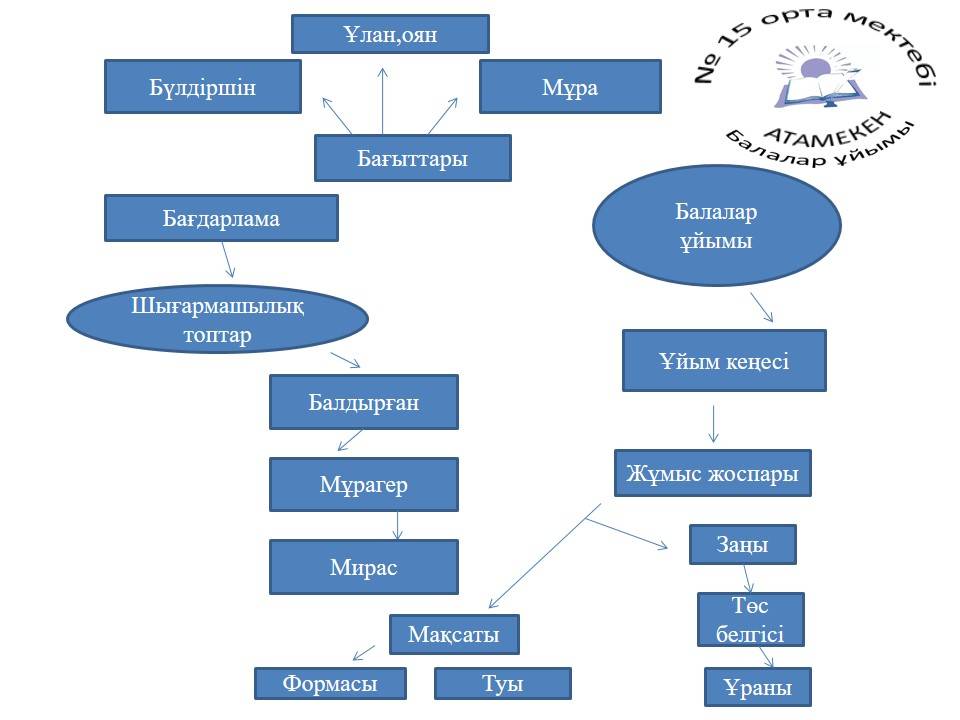 Ұлан,оян
Бүлдіршін
Мұра
Бағыттары
№ 15 орта мектебі
АТАМЕКЕН
Балалар ұйымы
Бағдарлама
Балалар
ұйымы
Шығармашылық
топтар
Ұйым кеңесі
Балдырған
Мұрагер
Жұмыс жоспары
Мирас
Заңы
Төс
белгісі
Мақсаты
Формасы
Туы
Ұраны